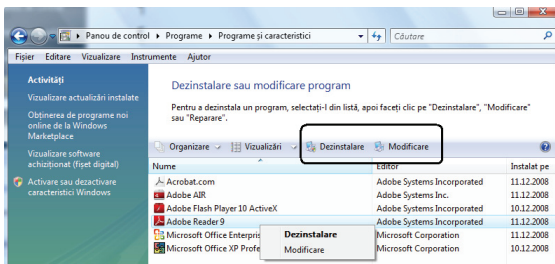 Panou de control ▸ Programe ▸ Programe și caracteristici
Căutare
Fișier Editare Vizualizare Instrumente Ajutor
Activități
Vizualizare actualizări instalate
Obținerea de programe noi
online de la Windows
Marketplace
Vizualizare software
achiziționat (fișet digital)
Activare sau dezactivare
caracteristici Windows
Dezinstalare sau modificare program
Pentru a dezinstala un program, selectați-l din listă, apoi faceți clic pe "Dezinstalare", "Modificare"
sau "Reparare".
Organizare Vizualizări Dezinstalare Modificare
Nume Editor Instalat pe
Acrobat.com Adobe Systems Incorporated 11.12.2008
Adobe AIR Adobe Systems Inc. 11.12.2008
Adobe Flash Player 10 ActiveX Adobe Systems Incorporated 10.12.2008
Adobe Reader 9 Adobe Systems Incorporated 11.12.2008
Microsoft Office Enterpris Microsoft Corporation 11.12.2008
Microsoft Office XP Profe Microsoft Corporation 10.12.2008
Dezinstalare
Modificare